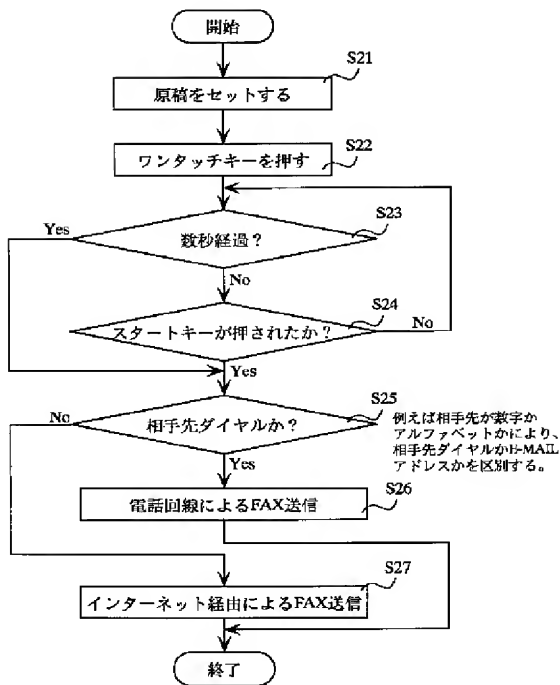 開始
S21
原稿をセットする
S22
ワンタッチキーを押す
S23
Yes
数秒経過？
No
S24
スタートキーが押されたか？
No
Yes
S25
No
相手先ダイヤルか？
例えば相手先が数字か
アルファベットかにより、
相手先ダイヤルかE-MAIL
アドレスかを区別する。
Yes
S26
電話回線によるFAX送信
S27
インターネット経由によるFAX送信
終了